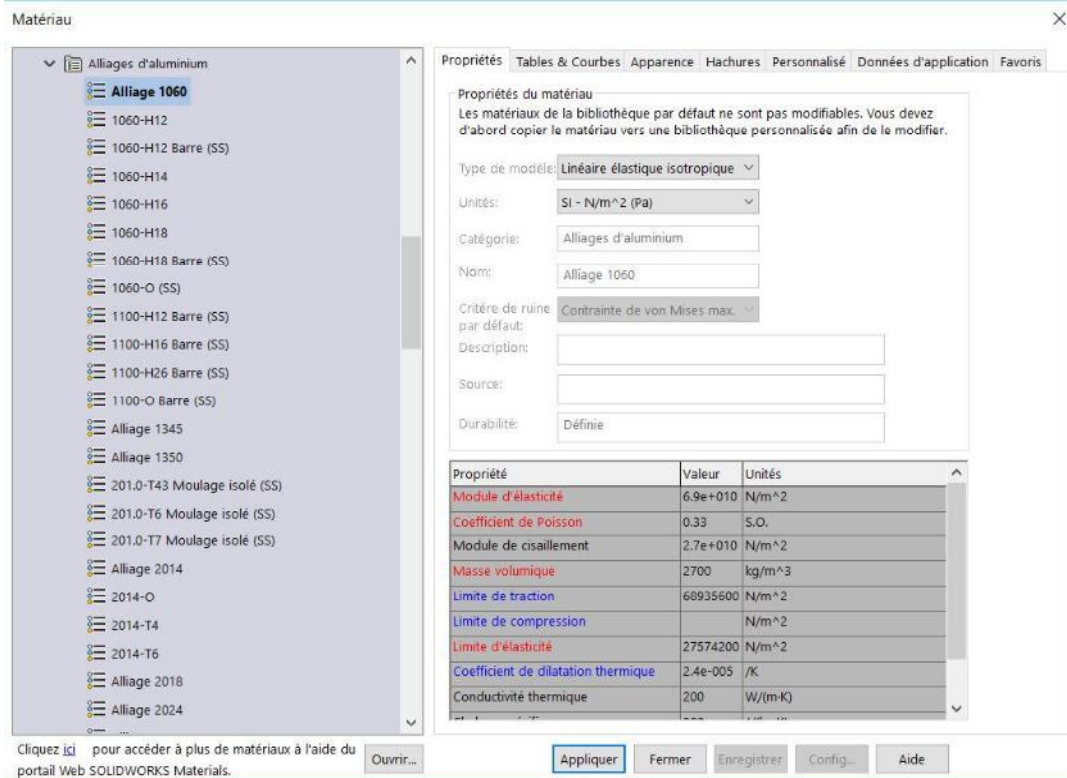 Matériau
Alliages d'aluminium
Alliage 1060
1060-H12
1060-H12 Barre (SS)
1060-H14
1060-H16
1060-H18
1060-H18 Barre (SS)
1060-O (SS)
1100-H12 Barre (SS)
1100-H16 Barre (SS)
1100-H26 Barre (SS)
1100-O Barre (SS)
Alliage 1345
Alliage 1350
201.0-T43 Moulage isolé (SS)
201.0-T6 Moulage isolé (SS)
201.0-T7 Moulage isolé (SS)
Alliage 2014
2014-O
2014-T4
2014-T6
Alliage 2018
Alliage 2024
Cliquez ici pour accéder à plus de matériaux à l'aide du
portail Web SOLIDWORKS Materials.
Ouvrir...
Propriétés Tables & Courbes Apparence Hachures Personnalisé Données d'application Favoris
Propriétés du matériau
Les matériaux de la bibliothèque par défaut ne sont pas modifiables. Vous devez
d'abord copier le matériau vers une bibliothèque personnalisée afin de le modifier.
Type de modèle: Linéaire élastique isotropique
Unités: SI - N/m^2 (Pa)
Catégorie: Alliages d'aluminium
Nom: Alliage 1060
Critère de ruine Contrainte de von Mises max.
par défaut:
Description:
Source:
Durabilité: Définie
Propriété Valeur Unités
Module d'élasticité 6.9e+010 N/m^2
Coefficient de Poisson 0.33 S.O.
Module de cisaillement 2.7e+010 N/m^2
Masse volumique 2700 kg/m^3
Limite de traction 68935600 N/m^2
Limite de compression N/m^2
Limite d'élasticité 27574200 N/m^2
Coefficient de dilatation thermique 2.4e-005 /K
Conductivité thermique 200 W/(m·K)
Appliquer Fermer Enregistrer Config... Aide